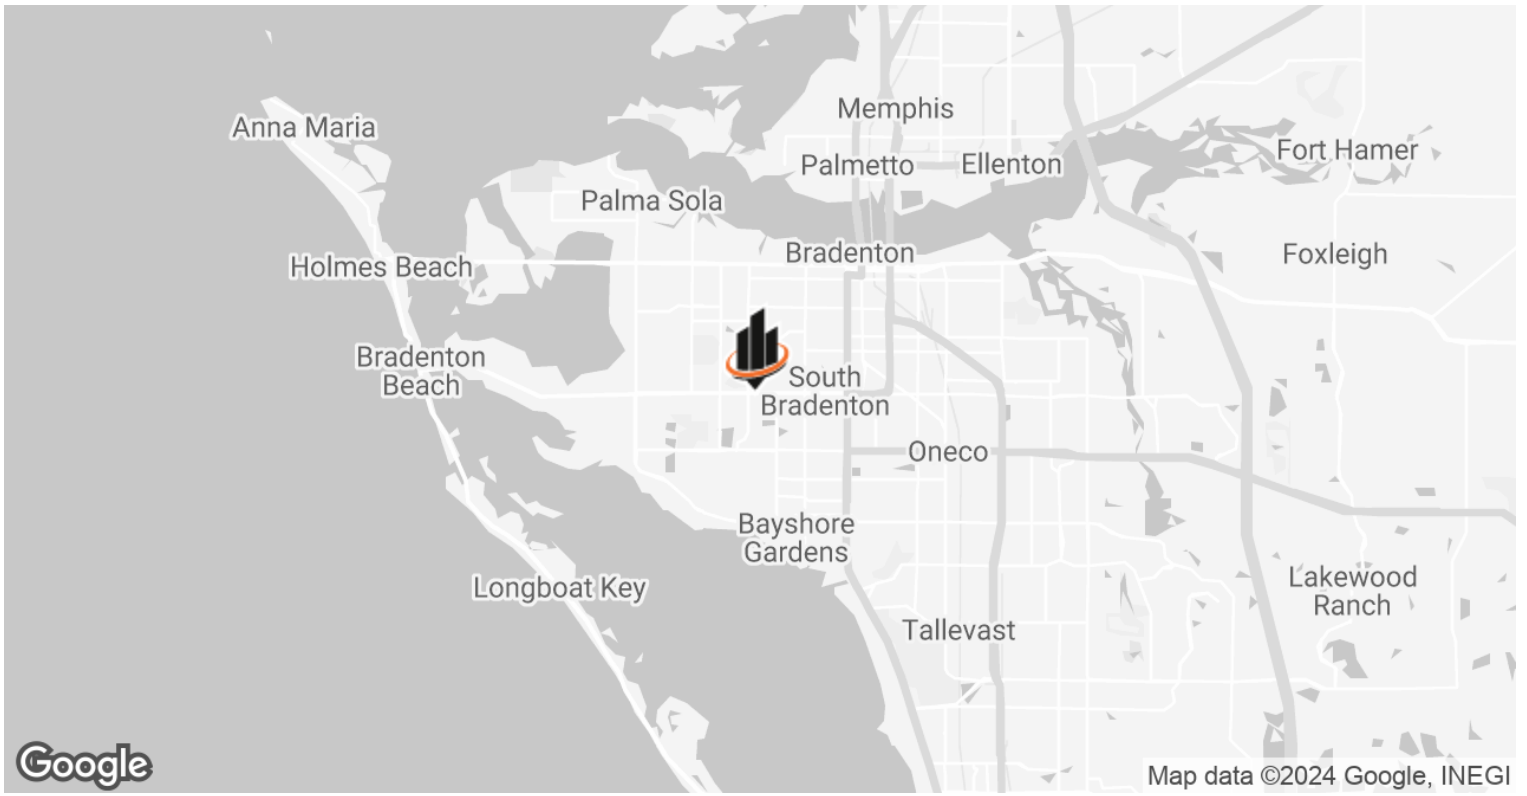 Memphis
Anna Maria
Fort Hamer
Palmetto
Ellenton
Palma Sola
Bradenton
Foxleigh
Holmes Beach
Bradenton
Beach
South
Bradenton
Oneco
Bayshore
Gardens
Longboat Key
Lakewood
Ranch
Tallevast
Google
Map data ©2024 Google, INEGI